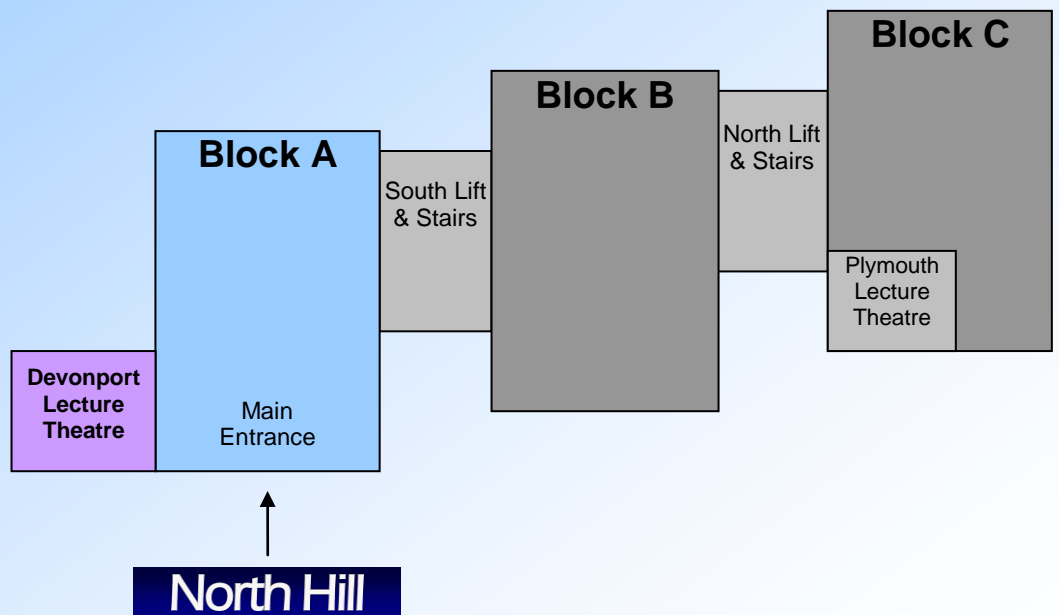 Block C
Block B
Block A
North Lift
& Stairs
South Lift
& Stairs
Plymouth
Lecture
Theatre
Devonport
Lecture
Theatre
Main
Entrance
North Hill